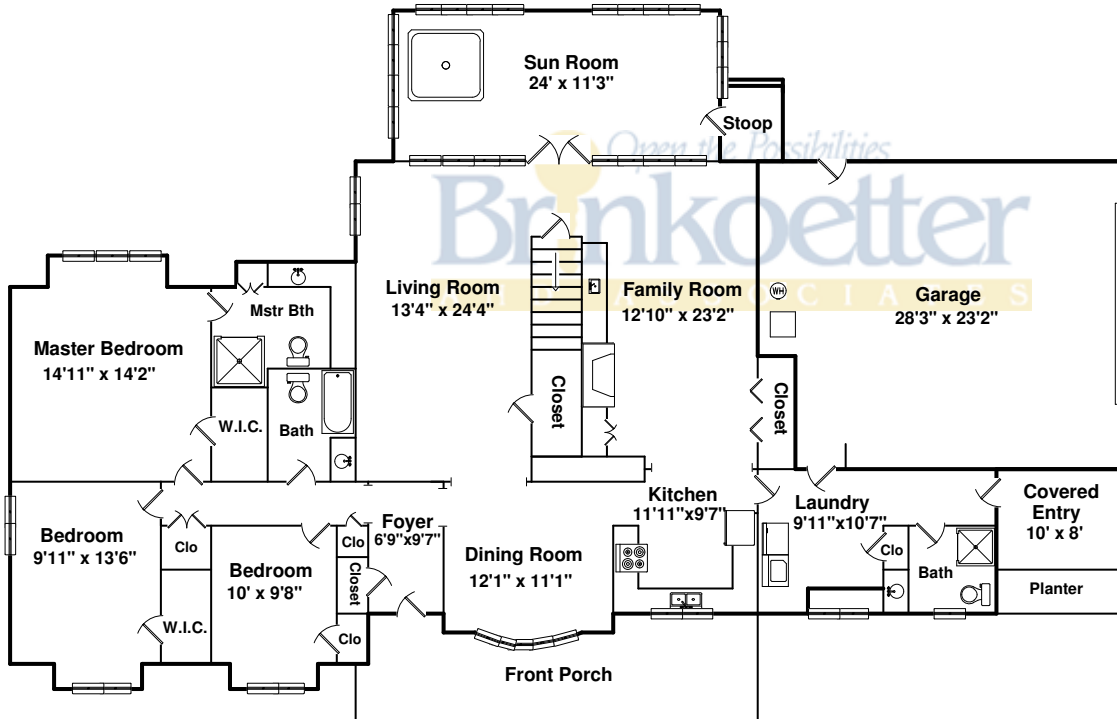 Sun Room
24' x 11'3"
Stoop
Open the Possibilities
Brinkoetter
AND ASSOCIATES
Living Room
13'4" x 24'4"
Family Room
12'10" x 23'2"
WH
Garage
28'3" x 23'2"
Mstr Bth
Master Bedroom
14'11" x 14'2"
W.I.C.
Bath
Closet
Closet
Bedroom
9'11" x 13'6"
Clo
W.I.C.
Bedroom
10' x 9'8"
Clo
Closet
Clo
Foyer
6'9"x9'7"
Dining Room
12'1" x 11'1"
Kitchen
11'11"x9'7"
Laundry
9'11"x10'7"
Clo
Bath
Covered
Entry
10' x 8'
Planter
Front Porch